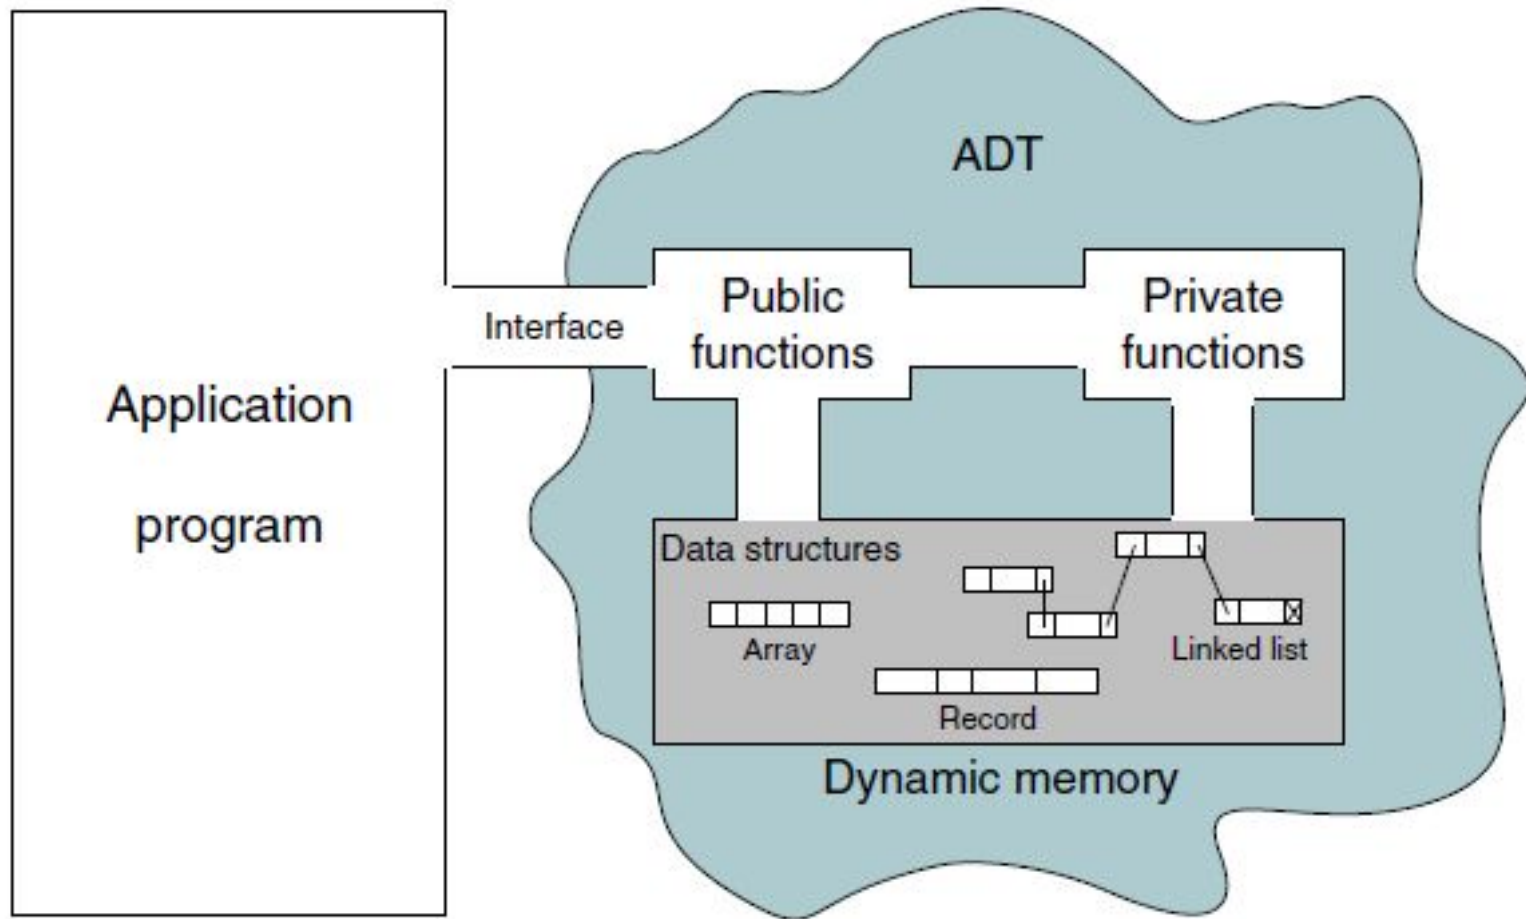 ADT
Public
functions
Private
functions
Interface
Application
program
Data structures
Array
Linked list
Record
Dynamic memory